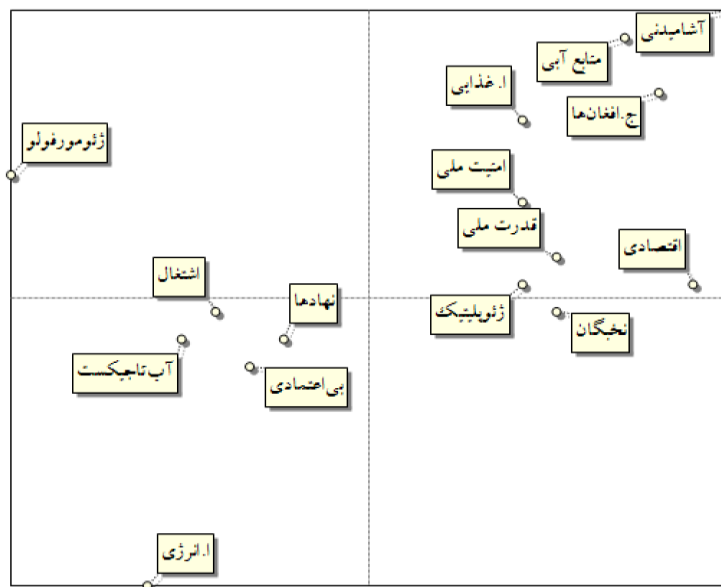 آشامیدنی
منابع آبی
ا. غذایی
ج.افغان‌ها
ژئومورفولو
امنیت ملی
قدرت ملی
اقتصادی
اشتغال
نهادها
ژئوپلیتیک
نخبگان
آب تاجیکست
بی‌اعتمادی
ا.انرژی